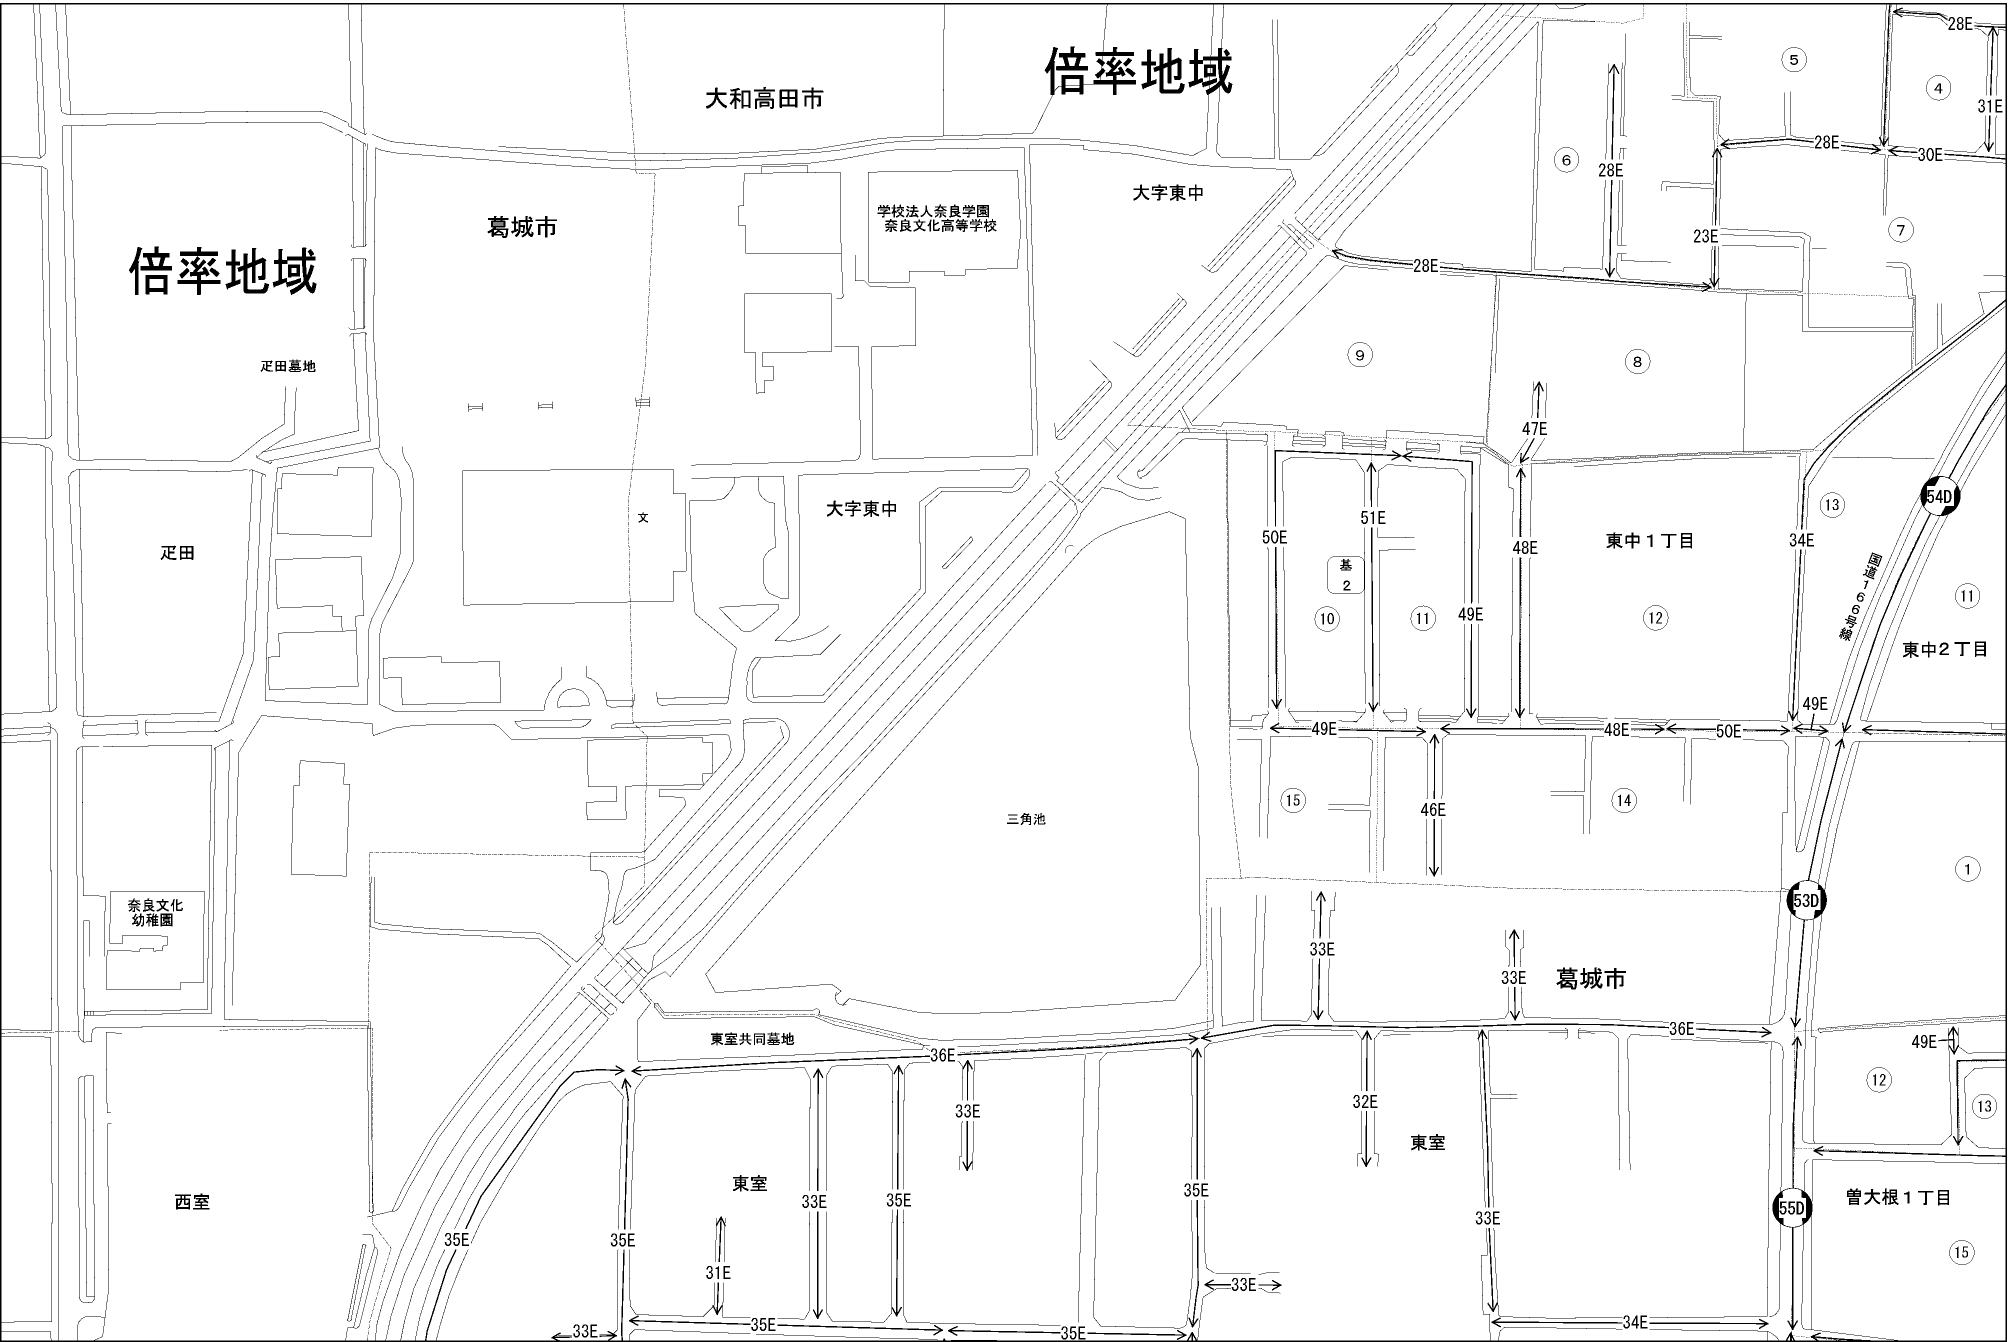 28E
倍率地域
⑤
④
大和高田市
31E
28E
30E
⑥
28E
大字東中
学校法人奈良学園
奈良文化高等学校
葛城市
⑦
23E
倍率地域
28E
⑨
⑧
疋田墓地
47E
54D
大字東中
⑬
文
51E
50E
48E
東中1丁目
34E
疋田
国道166号線
基
2
⑪
⑩
⑪
49E
⑫
東中2丁目
49E
49E
48E
50E
⑮
46E
⑭
三角池
①
53D
奈良文化
幼稚園
33E
33E
葛城市
36E
東室共同墓地
36E
49E
⑫
33E
32E
⑬
東室
東室
西室
33E
35E
35E
33E
曽大根1丁目
55D
35E
35E
⑮
31E
33E
33E
35E
35E
34E